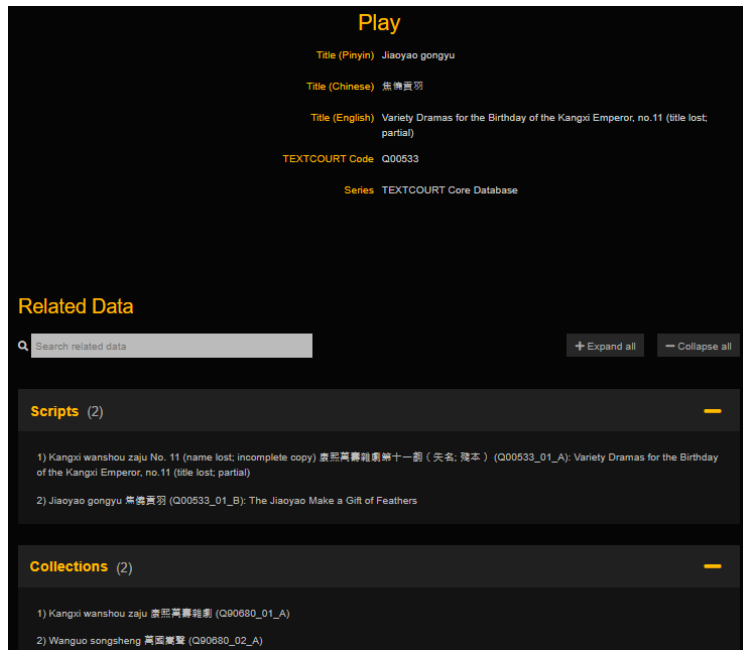 Play
Title (Pinyin) Jiaoyao gongyu
Title (Chinese) 焦僥貢羽
Title (English) Variety Dramas for the Birthday of the Kangxi Emperor, no.11 (title lost;
partial)
TEXTCOURT Code Q00533
Series TEXTCOURT Core Database
Related Data
Search related data
+ Expand all
− Collapse all
Scripts (2)
1) Kangxi wanshou zaju No. 11 (name lost; incomplete copy) 康熙萬壽雜劇第十一劇（失名; 殘本） (Q00533_01_A): Variety Dramas for the Birthday
of the Kangxi Emperor, no.11 (title lost; partial)
2) Jiaoyao gongyu 焦僥貢羽 (Q00533_01_B): The Jiaoyao Make a Gift of Feathers
Collections (2)
1) Kangxi wanshou zaju 康熙萬壽雜劇 (Q90680_01_A)
2) Wanguo songsheng 萬國嵩聲 (Q90680_02_A)